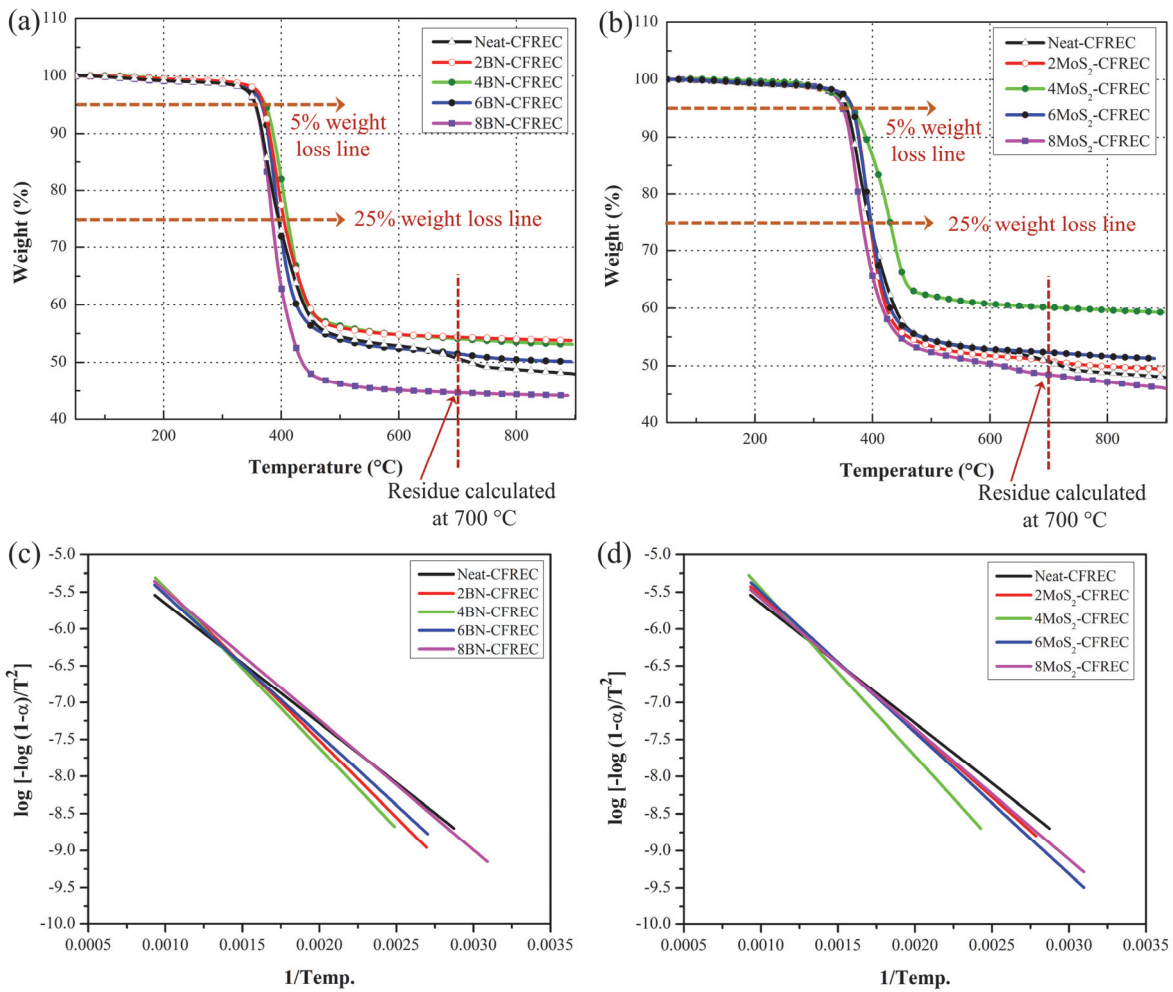 (a)
110
100
90
80
70
60
50
40
Weight (%)
200
400
600
800
Temperature (°C)
Neat-CFREC
2BN-CFREC
4BN-CFREC
6BN-CFREC
8BN-CFREC
5% weight
loss line
25% weight loss line
Residue calculated
at 700 °C
(b)
110
100
90
80
70
60
50
40
Weight (%)
200
400
600
800
Temperature (°C)
Neat-CFREC
2MoS₂-CFREC
4MoS₂-CFREC
6MoS₂-CFREC
8MoS₂-CFREC
5% weight
loss line
25% weight loss line
Residue calculated
at 700 °C
(c)
-5.0
-5.5
-6.0
-6.5
-7.0
-7.5
-8.0
-8.5
-9.0
-9.5
-10.0
log [-log (1-α)/T²]
0.0005
0.0010
0.0015
0.0020
0.0025
0.0030
0.0035
1/Temp.
Neat-CFREC
2BN-CFREC
4BN-CFREC
6BN-CFREC
8BN-CFREC
(d)
-5.0
-5.5
-6.0
-6.5
-7.0
-7.5
-8.0
-8.5
-9.0
-9.5
-10.0
log [-log (1-α)/T²]
0.0005
0.0010
0.0015
0.0020
0.0025
0.0030
0.0035
1/Temp.
Neat-CFREC
2MoS₂-CFREC
4MoS₂-CFREC
6MoS₂-CFREC
8MoS₂-CFREC